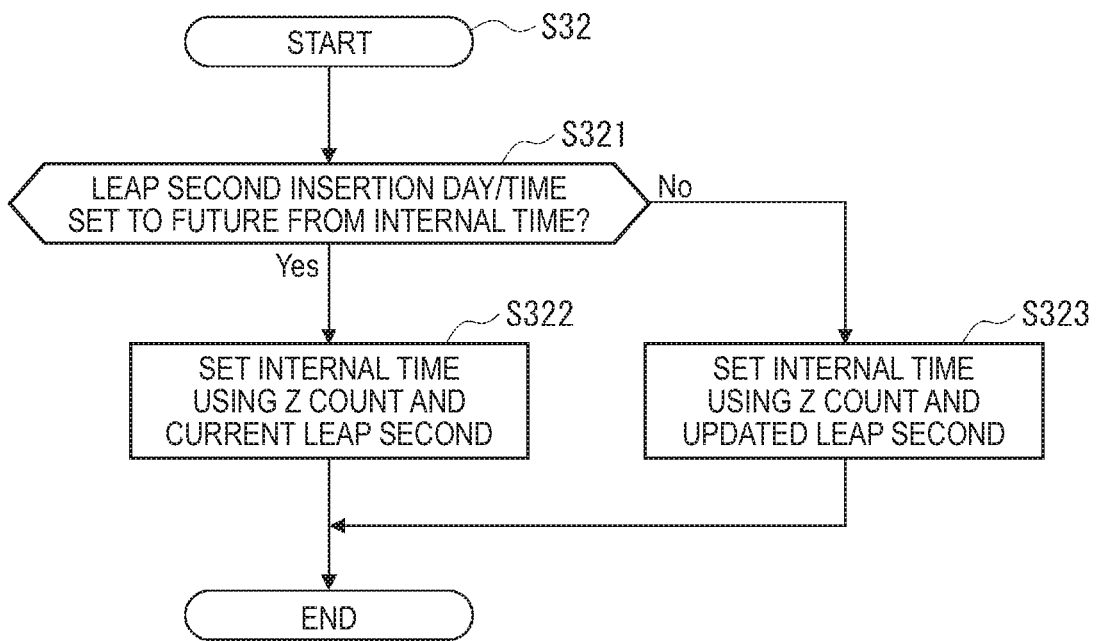 START
S32
S321
LEAP SECOND INSERTION DAY/TIME
SET TO FUTURE FROM INTERNAL TIME?
No
Yes
S322
SET INTERNAL TIME
USING Z COUNT AND
CURRENT LEAP SECOND
S323
SET INTERNAL TIME
USING Z COUNT AND
UPDATED LEAP SECOND
END